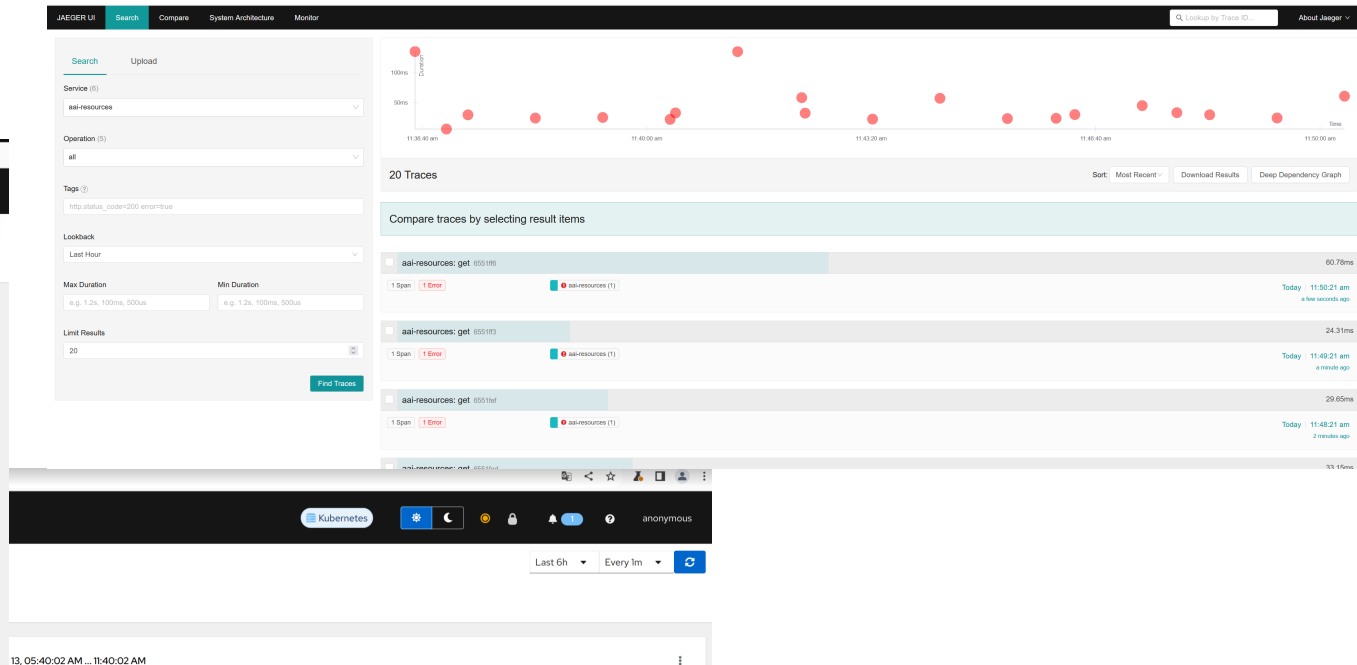 JAEGER UI Search Compare System Architecture Monitor Lookup by Trace ID... About Jaeger
Search Upload
Service (6)
aai-resources
Operation (5)
all
Tags
http.status_code=200 error=true
Lookback
Last Hour
Max Duration Min Duration
e.g. 1.2s, 100ms, 500us e.g. 1.2s, 100ms, 500us
Limit Results
20
Find Traces
Duration
100ms
50ms
Time
11:36:40 am 11:40:00 am 11:43:20 am 11:46:40 am 11:50:00 am
20 Traces Sort: Most Recent Download Results Deep Dependency Graph
Compare traces by selecting result items
aai-resources: get 6551ff6 60.78ms
1 Span 1 Error aai-resources (1) Today 11:50:21 am
a few seconds ago
aai-resources: get 6551ff3 24.31ms
1 Span 1 Error aai-resources (1) Today 11:49:21 am
a minute ago
aai-resources: get 6551fef 29.65ms
1 Span 1 Error aai-resources (1) Today 11:48:21 am
2 minutes ago
aai-resources: get 33.15ms
Kubernetes 1 anonymous
Last 6h Every 1m
13, 05:40:02 AM ... 11:40:02 AM